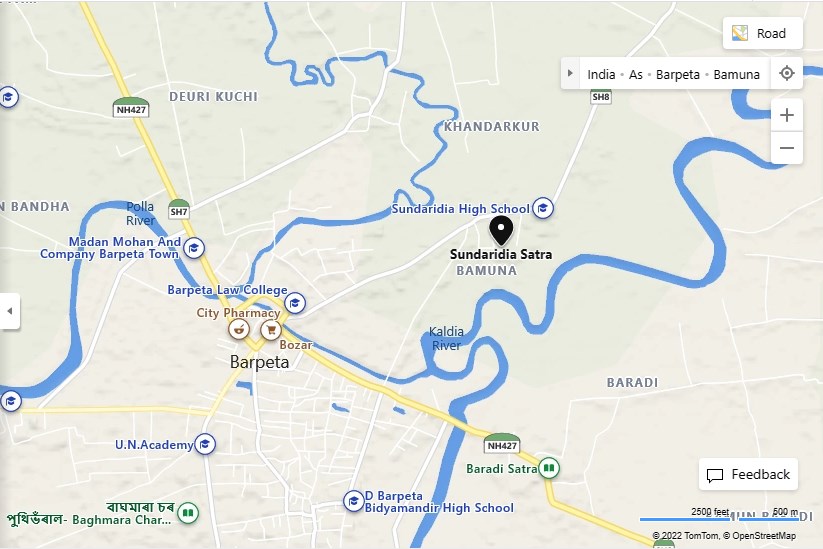 Road
India • As • Barpeta • Bamuna
SH8
DEURI KUCHI
NH427
KHANDARKUR
N BANDHA
Polla
River
SH7
Sundaridia High School
Madan Mohan And
Company Barpeta Town
Sundaridia Satra
BAMUNA
Barpeta Law College
City Pharmacy
Bozar
Kaldia
River
Barpeta
BARADI
U.N.Academy
NH427
Baradi Satra
Feedback
D Barpeta
Bidyamandir High School
বাঘমাৰা চৰ
পুথিভঁৰাল- Baghmara Char...
2500 feet
500 m
© 2022 TomTom, © OpenStreetMap